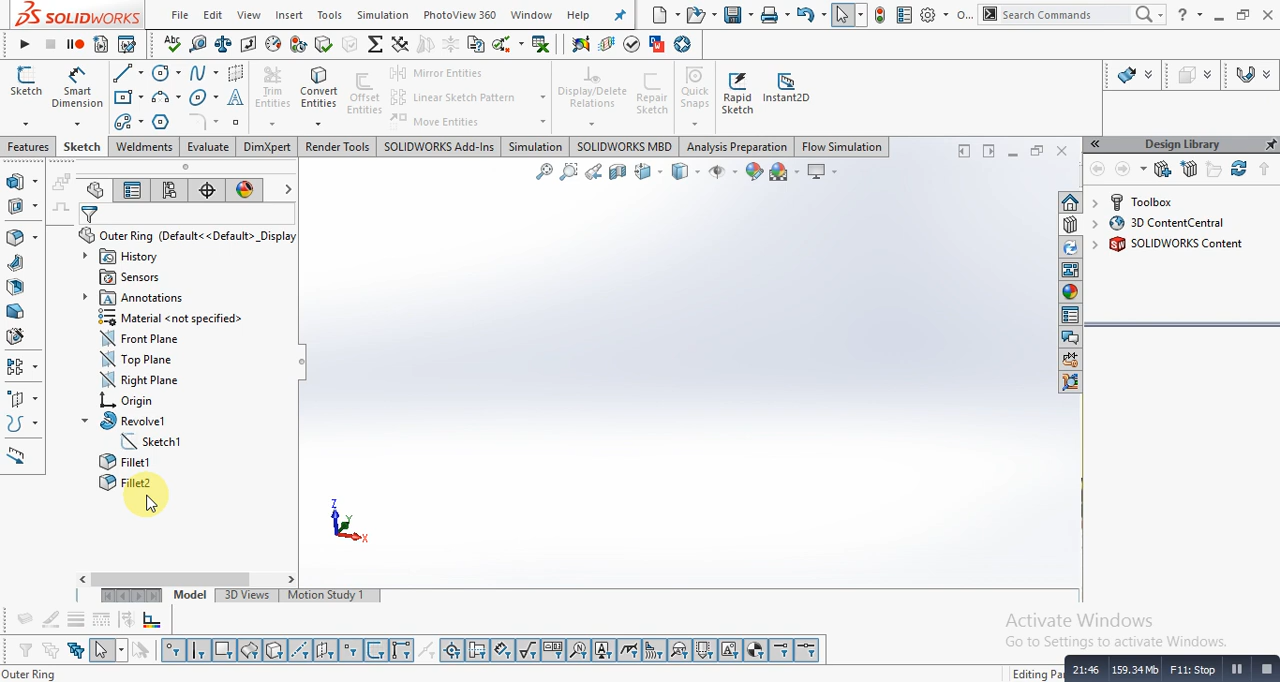 SOLIDWORKS File Edit View Insert Tools Simulation PhotoView 360 Window Help O... Search Commands ?
Sketch Smart Dimension Trim Entities Convert Entities Offset Entities Mirror Entities Linear Sketch Pattern Move Entities Display/Delete Relations Repair Sketch Quick Snaps Rapid Sketch Instant2D
Features Sketch Weldments Evaluate DimXpert Render Tools SOLIDWORKS Add-Ins Simulation SOLIDWORKS MBD Analysis Preparation Flow Simulation
Design Library
Toolbox
3D ContentCentral
SOLIDWORKS Content
Outer Ring (Default<<Default>_Display
History
Sensors
Annotations
Material <not specified>
Front Plane
Top Plane
Right Plane
Origin
Revolve1
Sketch1
Fillet1
Fillet2
Z
Y
X
Model 3D Views Motion Study 1
Activate Windows
Go to Settings to activate Windows.
Outer Ring
Editing Pa
21:46 159.34 Mb F11: Stop